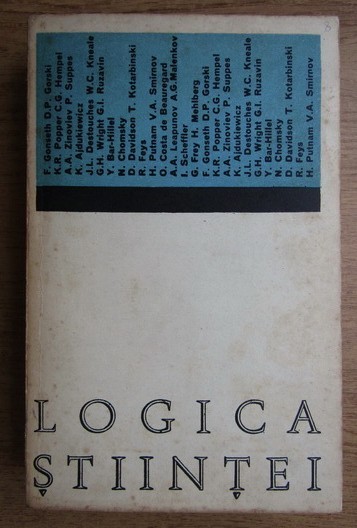 F. Gonseth D.P. Gorski
K.R. Popper C.G. Hempel
A.A. Zinoviev P. Suppes
K. Ajdukiewicz
J.L. Destouches W.C. Kneale
G.H. Wright G.I. Ruzavin
Y. Bar-Hillel
N. Chomsky
D. Davidson T. Kotarbinski
R. Feys
H. Putnam V.A. Smirnov
O. Costa de Beauregard
A.A. Leapunov A.G. Malenkov
I. Scheffler
G. Frey H. Mehlberg
F. Gonseth D.P. Gorski
K.R. Popper C.G. Hempel
A.A. Zinoviev P. Suppes
K. Ajdukiewicz
J.L. Destouches W.C. Kneale
G.H. Wright G.I. Ruzavin
Y. Bar-Hillel
N. Chomsky
D. Davidson T. Kotarbinski
R. Feys
H. Putnam V.A. Smirnov
LOGICA
ȘTIINȚEI